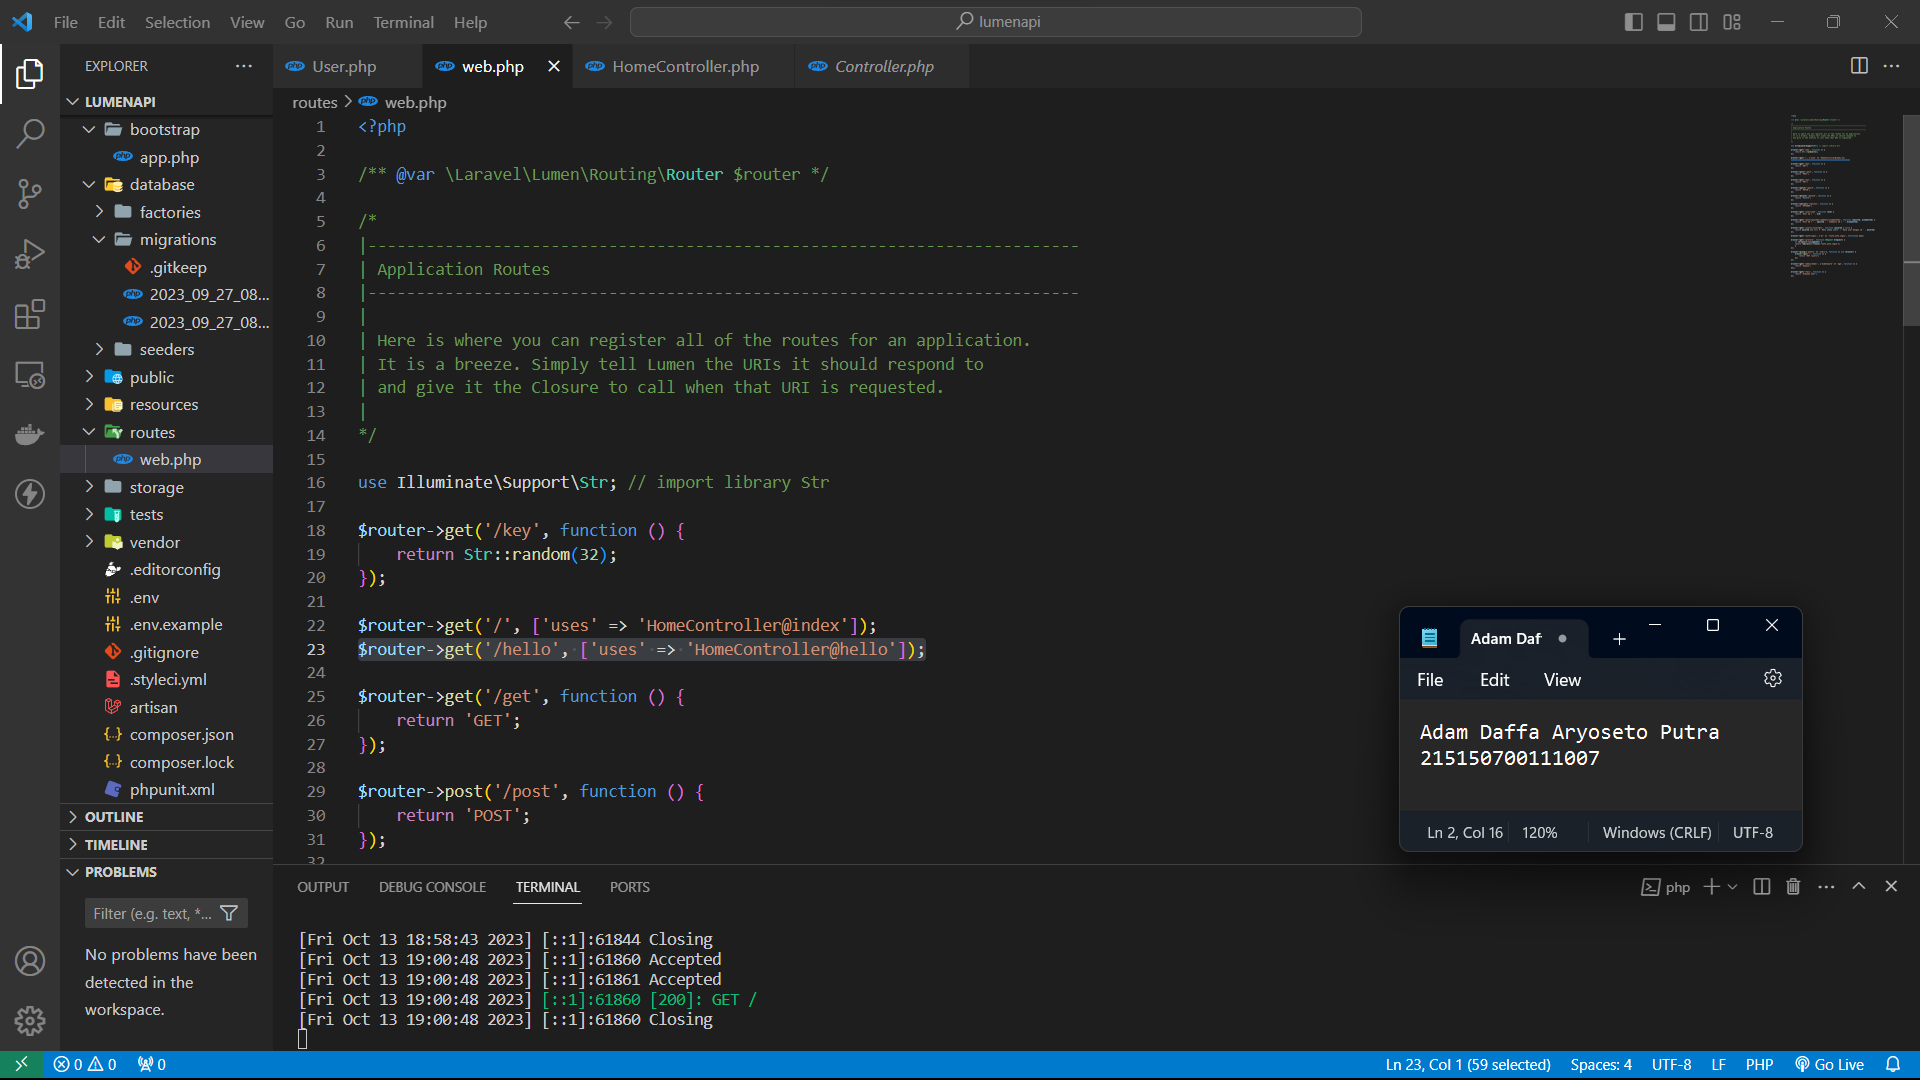 File Edit Selection View Go Run Terminal Help
lumenapi
EXPLORER
LUMENAPI
bootstrap
php app.php
database
factories
migrations
.gitkeep
php 2023_09_27_08...
php 2023_09_27_08...
seeders
public
resources
routes
php web.php
storage
tests
vendor
.editorconfig
.env
.env.example
.gitignore
.styleci.yml
artisan
{..} composer.json
{..} composer.lock
phpunit.xml
OUTLINE
TIMELINE
PROBLEMS
Filter (e.g. text, *...
No problems have been
detected in the
workspace.
php User.php
php web.php
php HomeController.php
php Controller.php
routes > php web.php
1 <?php
2
3 /** @var \Laravel\Lumen\Routing\Router $router */
4
5 /*
6 |--------------------------------------------------------------------------
7 | Application Routes
8 |--------------------------------------------------------------------------
9 |
10 | Here is where you can register all of the routes for an application.
11 | It is a breeze. Simply tell Lumen the URIs it should respond to
12 | and give it the Closure to call when that URI is requested.
13 |
14 */
15
16 use Illuminate\Support\Str; // import library Str
17
18 $router->get('/key', function () {
19     return Str::random(32);
20 });
21
22 $router->get('/', ['uses' => 'HomeController@index']);
23 $router->get('/hello', ['uses' => 'HomeController@hello']);
24
25 $router->get('/get', function () {
26     return 'GET';
27 });
28
29 $router->post('/post', function () {
30     return 'POST';
31 });
32
Adam Daf
File Edit View
Adam Daffa Aryoseto Putra
215150700111007
Ln 2, Col 16 120% Windows (CRLF) UTF-8
OUTPUT DEBUG CONSOLE TERMINAL PORTS
php
[Fri Oct 13 18:58:43 2023] [::1]:61844 Closing
[Fri Oct 13 19:00:48 2023] [::1]:61860 Accepted
[Fri Oct 13 19:00:48 2023] [::1]:61861 Accepted
[Fri Oct 13 19:00:48 2023] [::1]:61860 [200]: GET /
[Fri Oct 13 19:00:48 2023] [::1]:61860 Closing
0 0 0
Ln 23, Col 1 (59 selected) Spaces: 4 UTF-8 LF PHP Go Live